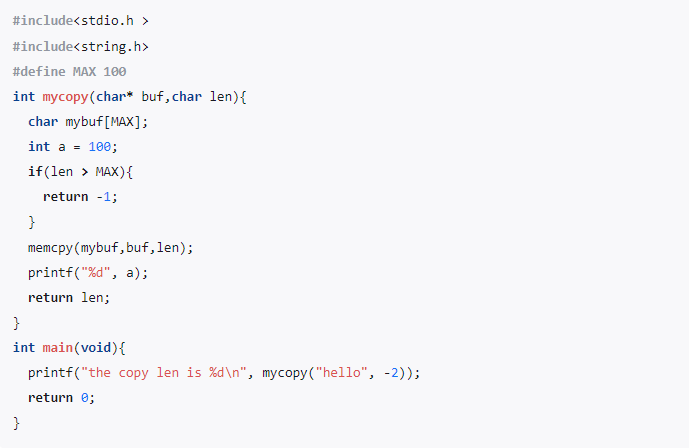 #include<stdio.h >
#include<string.h>
#define MAX 100
int mycopy(char* buf,char len){
  char mybuf[MAX];
  int a = 100;
  if(len > MAX){
    return -1;
  }
  memcpy(mybuf,buf,len);
  printf("%d", a);
  return len;
}
int main(void){
  printf("the copy len is %d\n", mycopy("hello", -2));
  return 0;
}